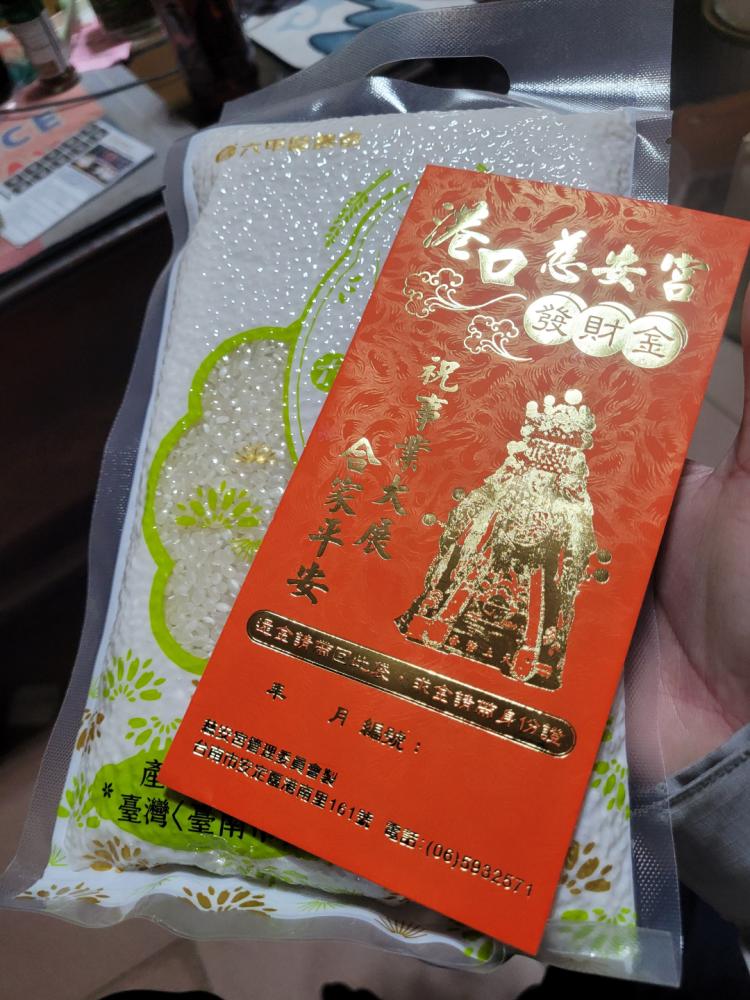 港口慈安宮
發財金
祝事業大展
合家平安
還金請帶回此袋，求金請帶身份證
年 月 編號：
慈安宮管理委員會製
台南市安定區港南里161號 電話:(06)5932571
六甲
產
*臺灣〈臺南市